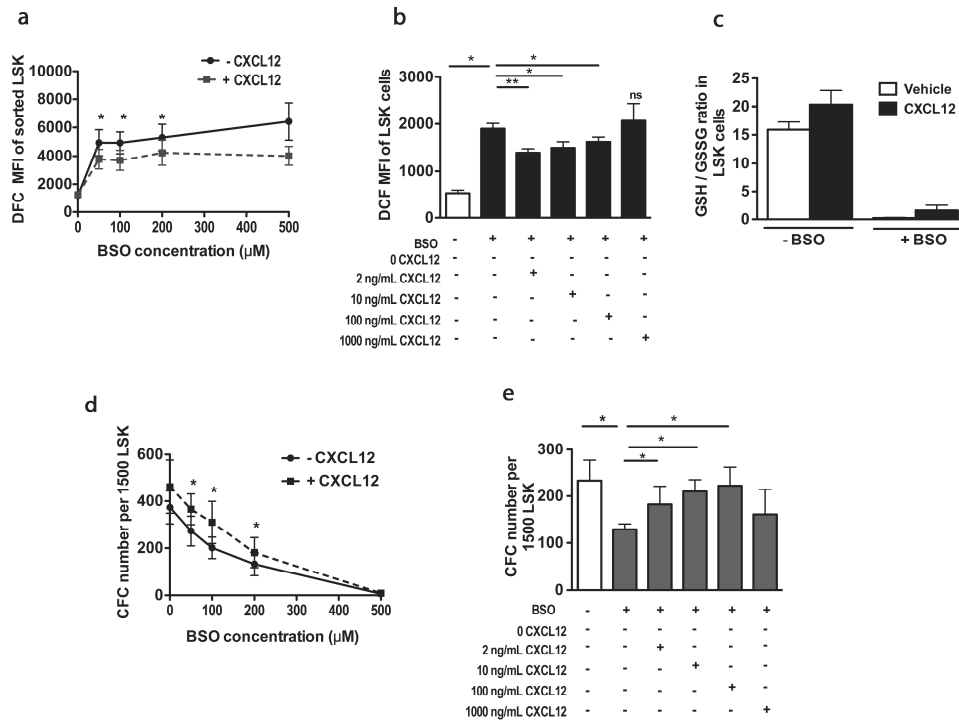 a
DFC MFI of sorted LSK
10000
8000
6000
4000
2000
0
- CXCL12
+ CXCL12
* * *
0 100 200 300 400 500
BSO concentration (µM)
b
DCF MFI of LSK cells
3000
2000
1000
0
* *
*
**
ns
BSO - + + + + +
0 CXCL12 - - - - - -
2 ng/mL CXCL12 - - + - - -
10 ng/mL CXCL12 - - - + - -
100 ng/mL CXCL12 - - - - + -
1000 ng/mL CXCL12 - - - - - +
c
GSH / GSSG ratio in
LSK cells
25
20
15
10
5
0
Vehicle
CXCL12
- BSO + BSO
d
CFC number per 1500 LSK
600
400
200
0
- CXCL12
+ CXCL12
* * *
0 100 200 300 400 500
BSO concentration (µM)
e
CFC number per
1500 LSK
300
200
100
0
* *
*
*
BSO - + + + + +
0 CXCL12 - - - - - -
2 ng/mL CXCL12 - - + - - -
10 ng/mL CXCL12 - - - + - -
100 ng/mL CXCL12 - - - - + -
1000 ng/mL CXCL12 - - - - - +